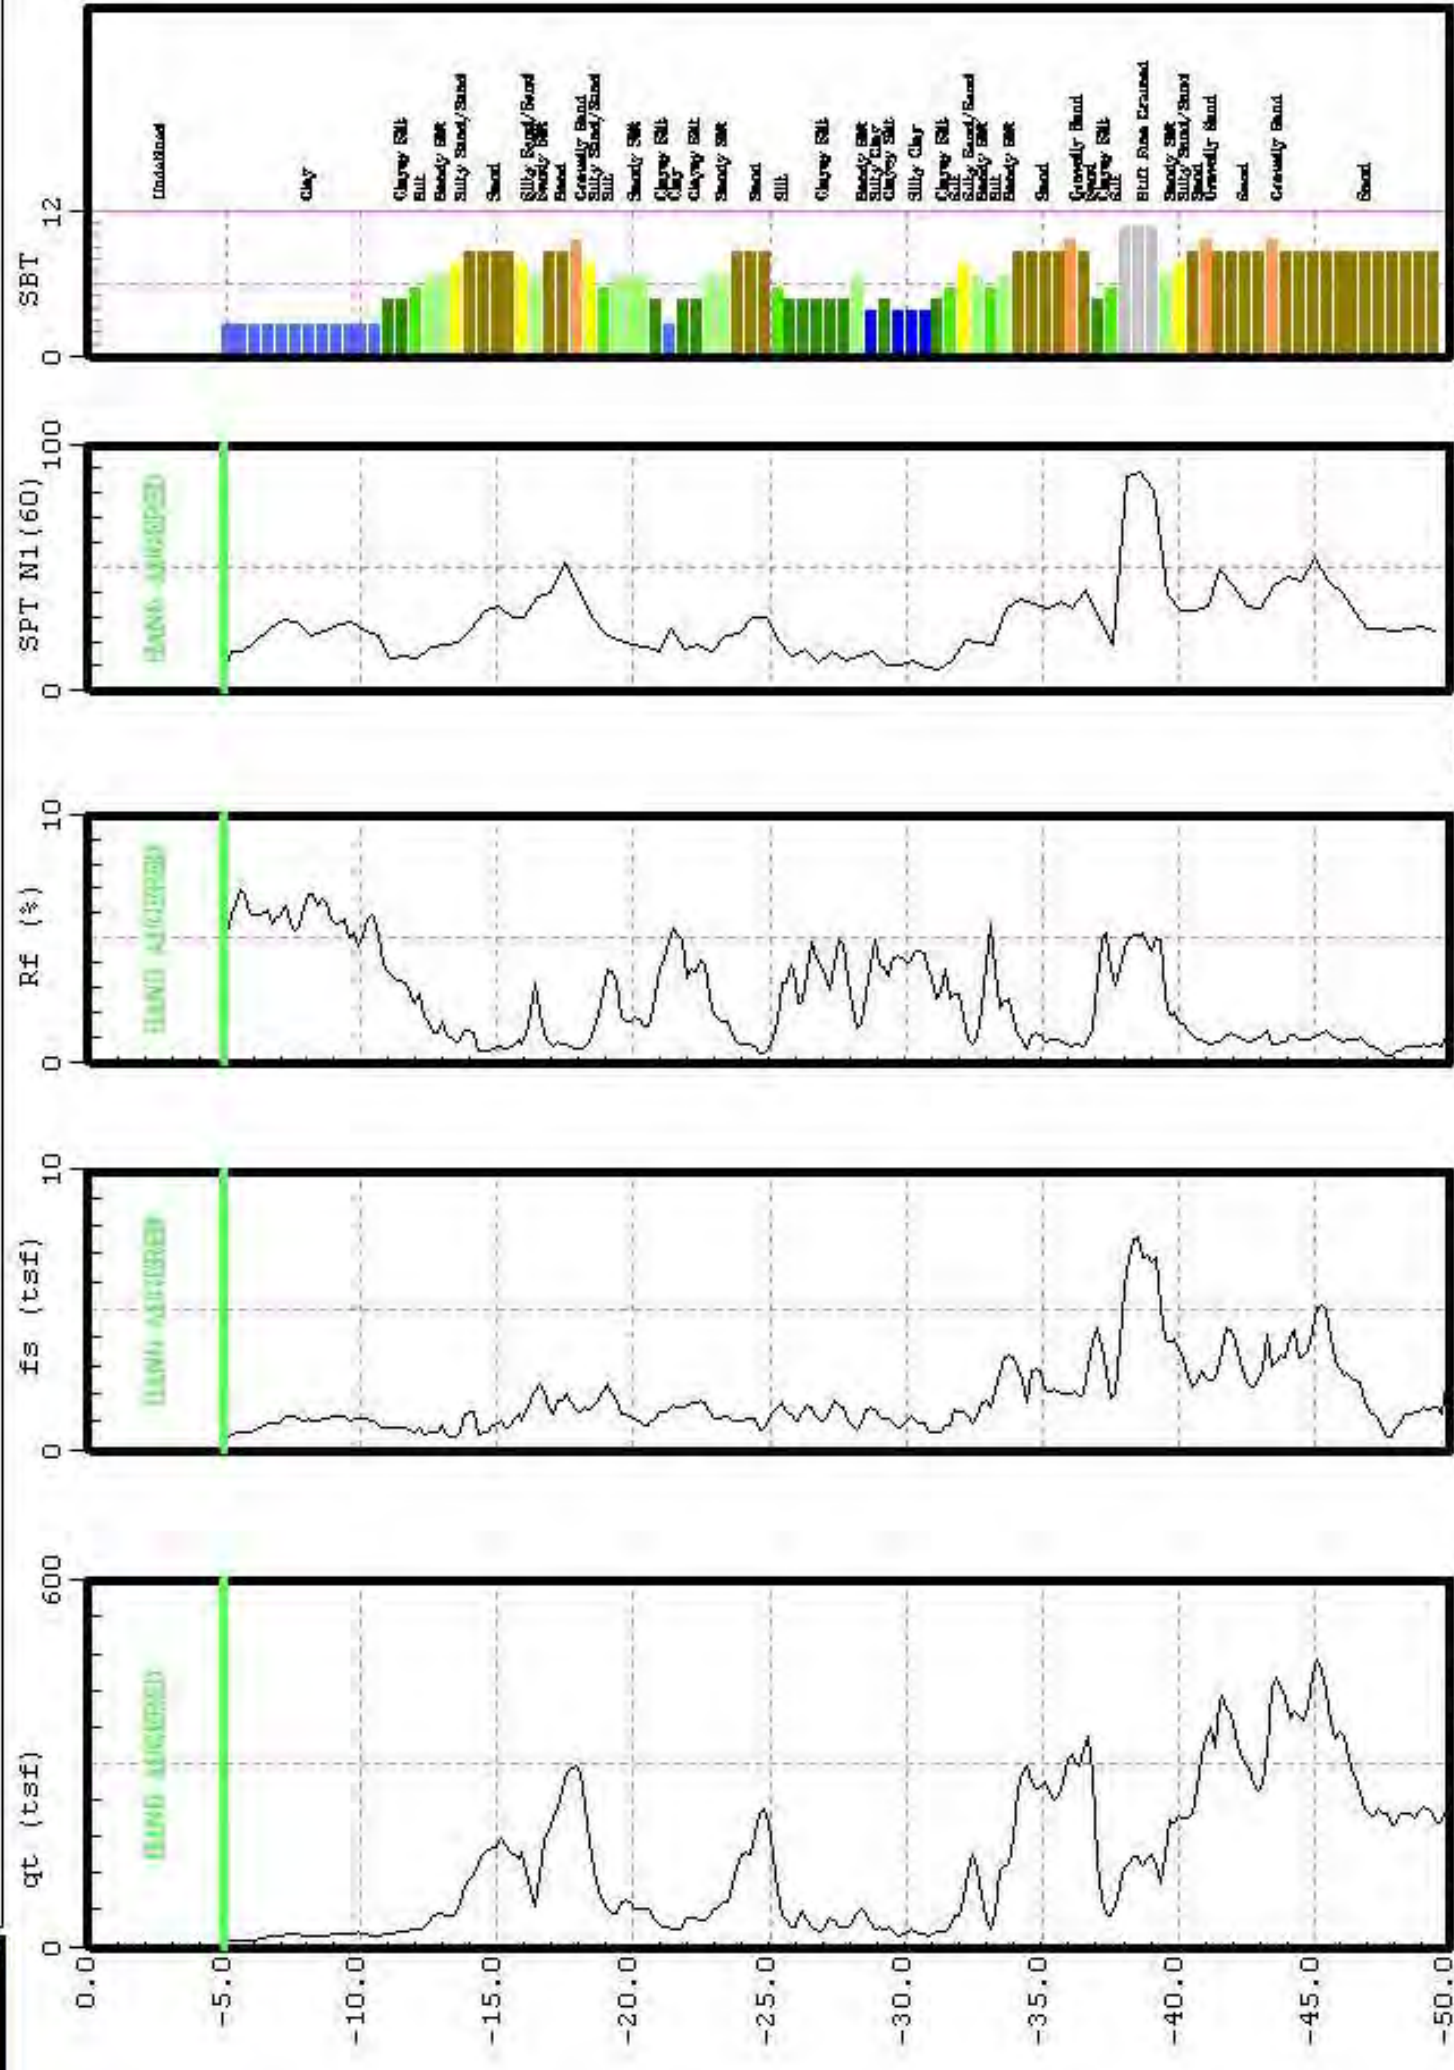 qt (tsf)
0
600
HAND AUGERED
fs (tsf)
0
10
HAND AUGERED
Rf (%)
0
10
HAND AUGERED
SPT N1(60)
0
100
HAND AUGERED
SBT
0
12
0.0
-5.0
-10.0
-15.0
-20.0
-25.0
-30.0
-35.0
-40.0
-45.0
-50.0
Undefined
Clay
Clayey Silt
Silt
Sandy Silt
Silty Sand/Sand
Sand
Silty Sand/Sand
Sandy Silt
Sand
Gravelly Sand
Silty Sand/Sand
Silt
Sandy Silt
Clayey Silt
Clay
Clayey Silt
Sandy Silt
Sand
Silt
Clayey Silt
Sandy Silt
Silty Clay
Clayey Silt
Silty Clay
Clayey Silt
Silt
Silty Sand/Sand
Sandy Silt
Silt
Sandy Silt
Sand
Gravelly Sand
Sand
Clayey Silt
Silt
Stiff Fine Grained
Sandy Silt
Silty Sand/Sand
Sand
Gravelly Sand
Sand
Gravelly Sand
Sand